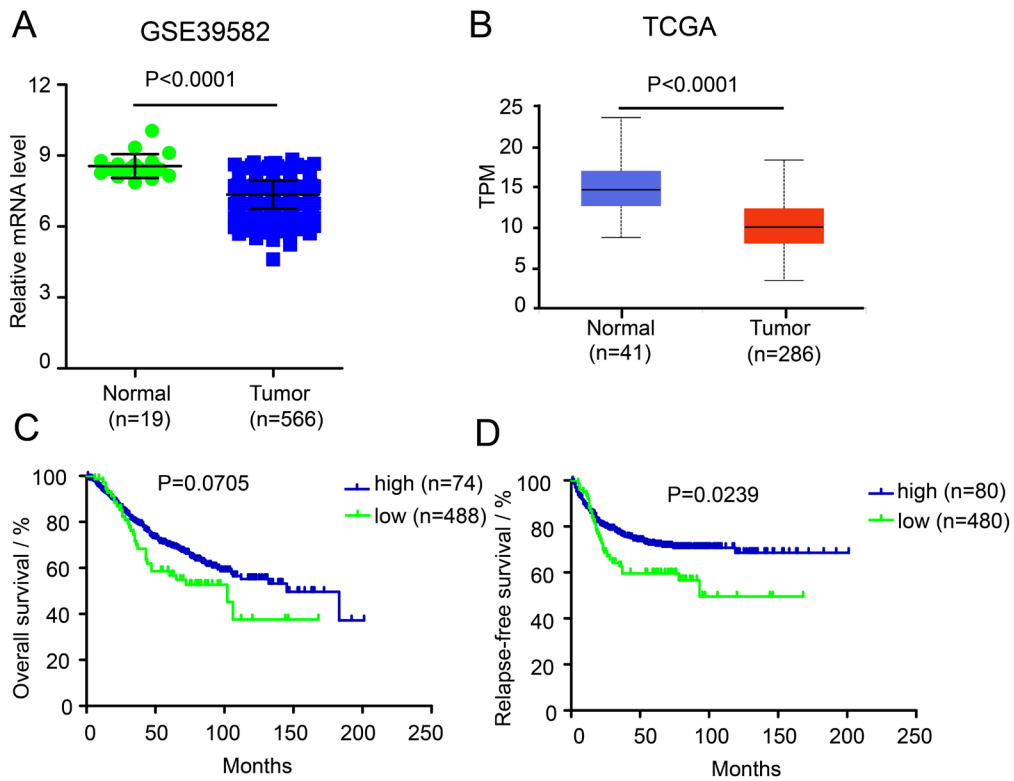 A
GSE39582
P<0.0001
Relative mRNA level
12
9
6
3
0
Normal
(n=19)
Tumor
(n=566)
B
TCGA
P<0.0001
TPM
25
20
15
10
5
0
Normal
(n=41)
Tumor
(n=286)
C
P=0.0705
high (n=74)
low (n=488)
Overall survival / %
100
80
60
40
20
0
0 50 100 150 200 250
Months
D
P=0.0239
high (n=80)
low (n=480)
Relapse-free survival / %
100
80
60
40
20
0
0 50 100 150 200 250
Months